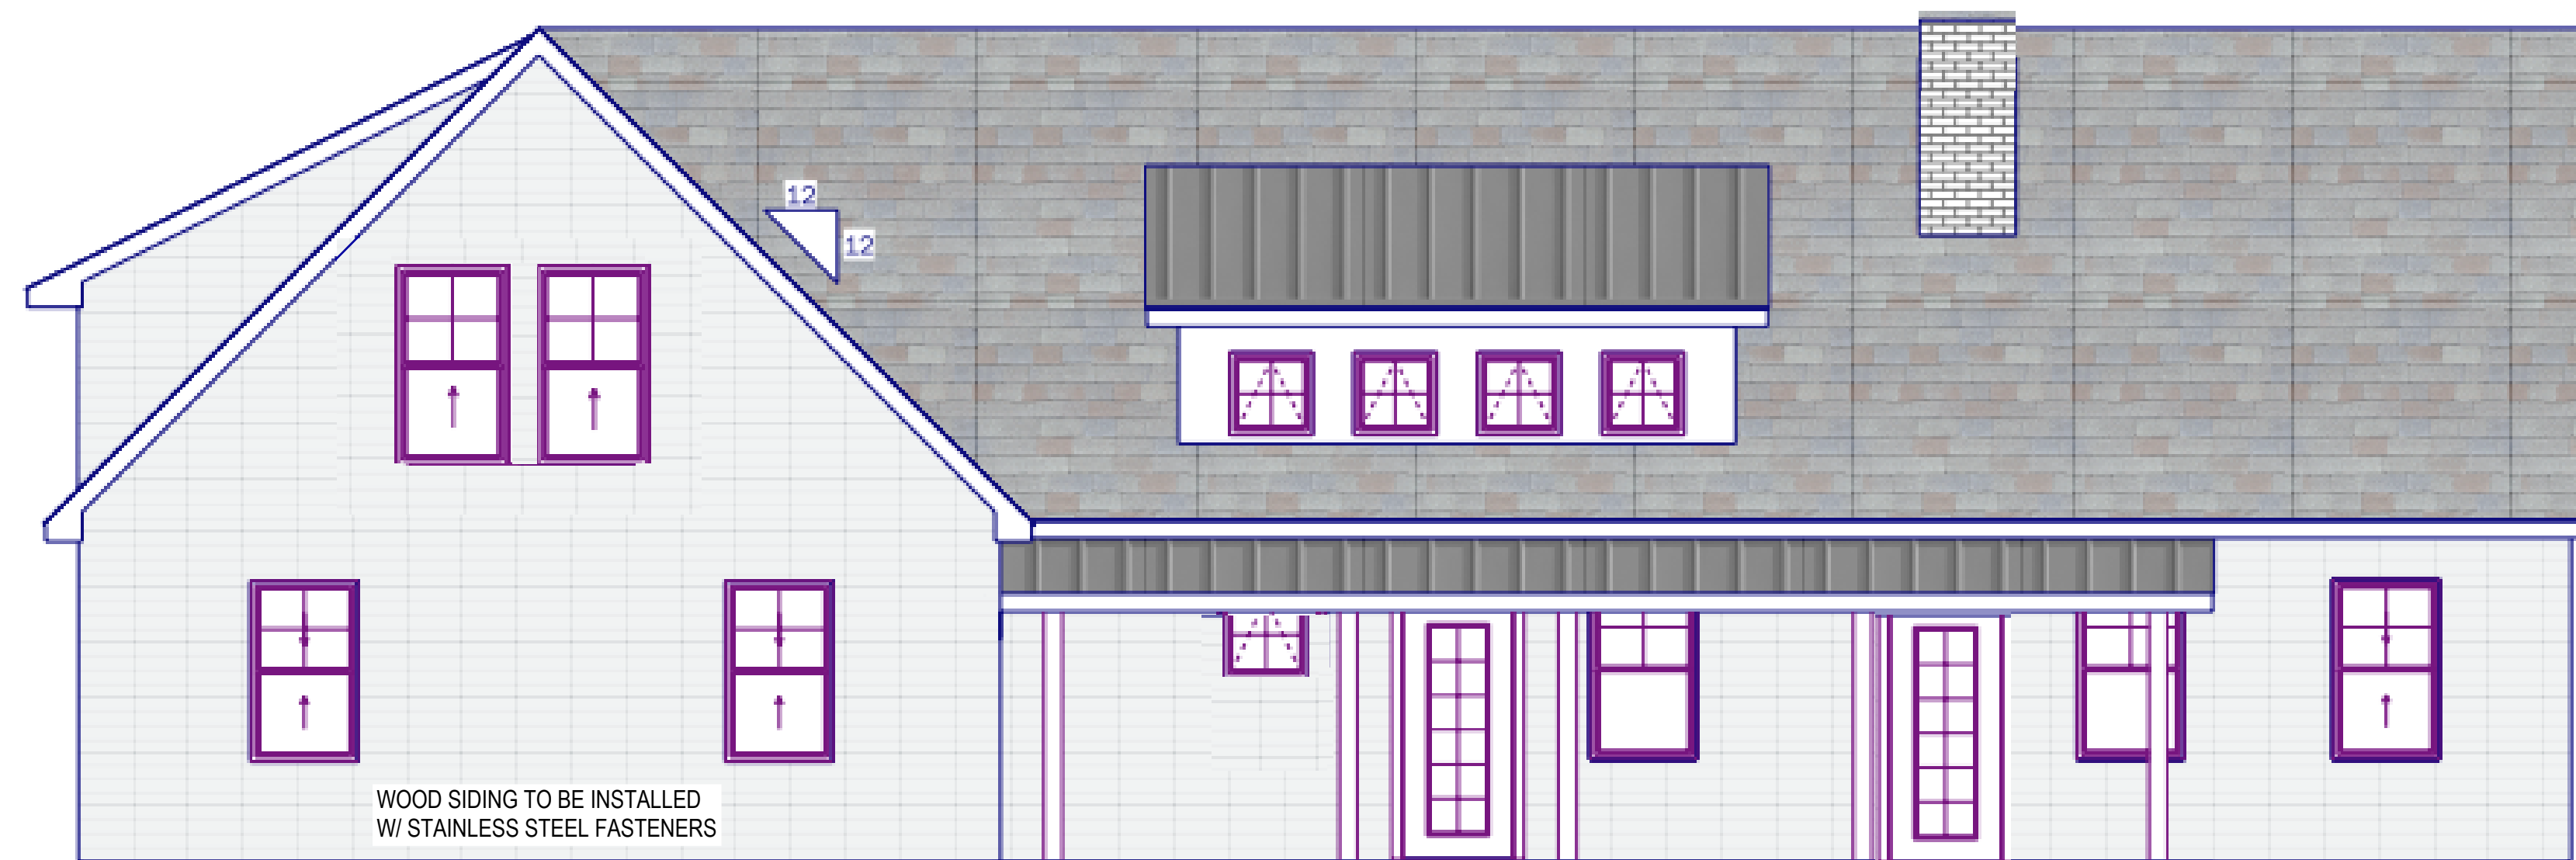 12
12
WOOD SIDING TO BE INSTALLED
W/ STAINLESS STEEL FASTENERS